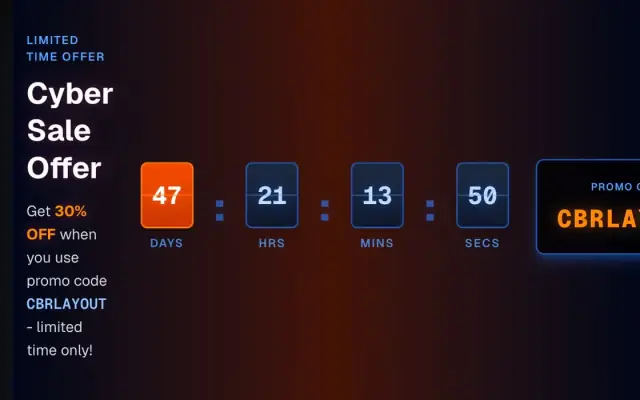 LIMITED
TIME OFFER
Cyber
Sale
Offer
Get 30%
OFF when
you use
promo code
CBRLAYOUT
- limited
time only!
47 : 21 : 13 : 50
DAYS HRS MINS SECS
PROMO
CBRLAY